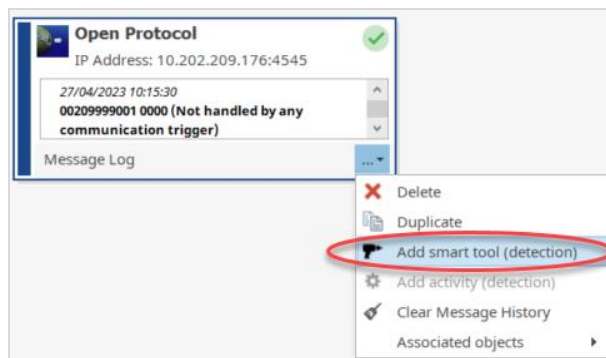 Open Protocol
IP Address: 10.202.209.176:4545
27/04/2023 10:15:30
00209999001 0000 (Not handled by any
communication trigger)
Message Log
...
Delete
Duplicate
Add smart tool (detection)
Add activity (detection)
Clear Message History
Associated objects